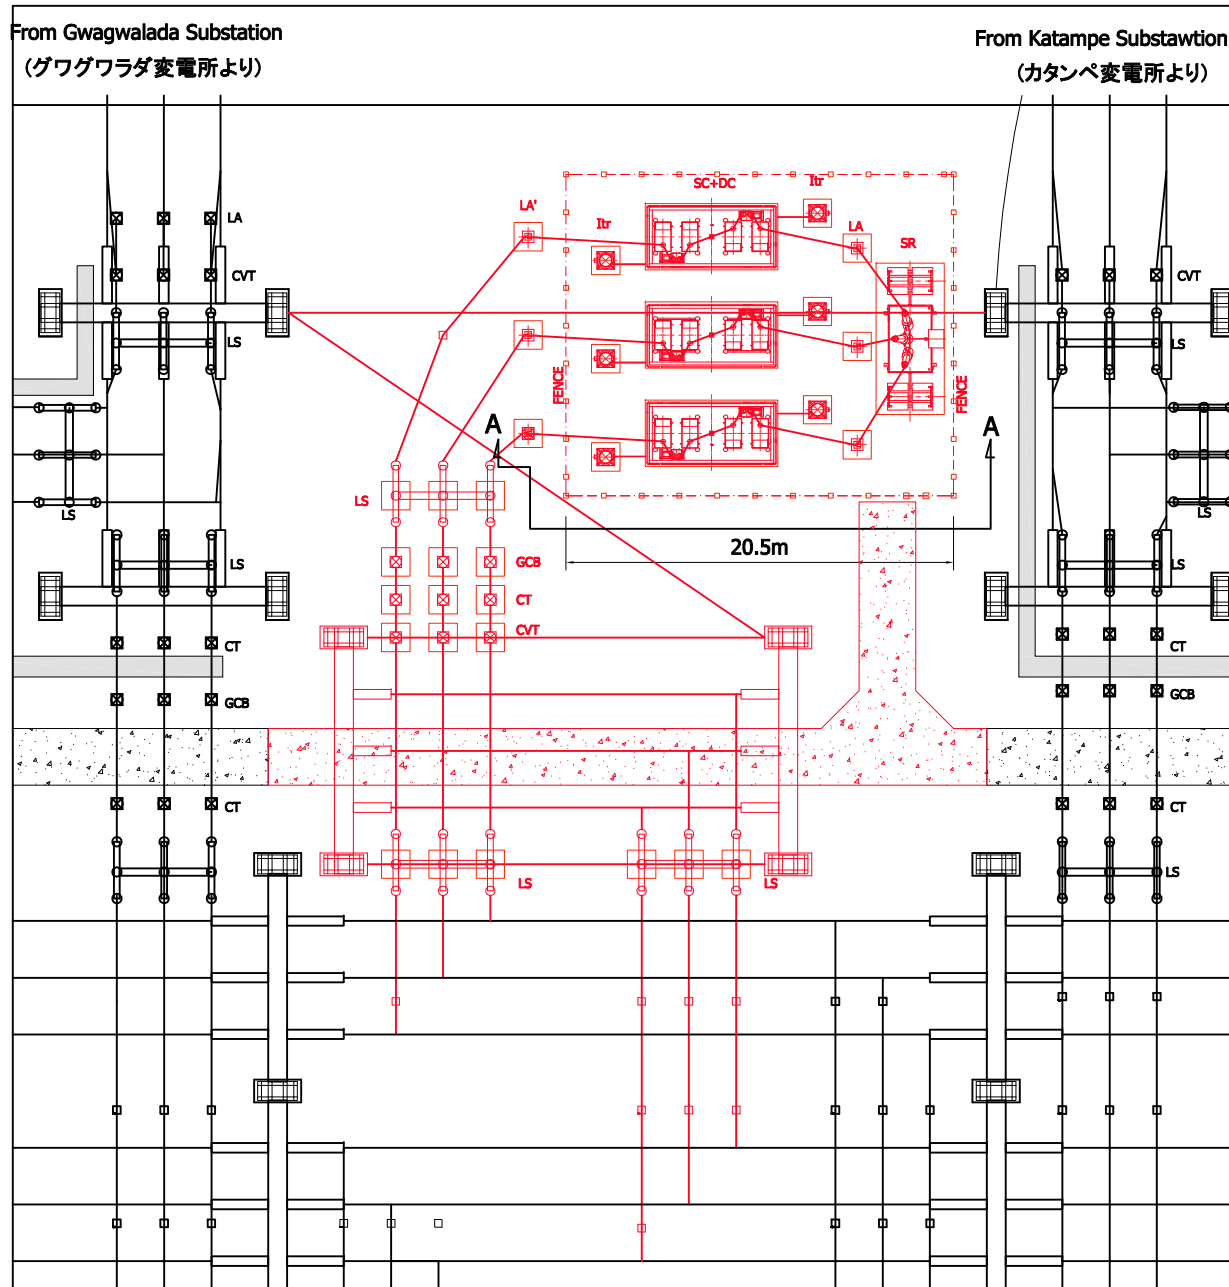 From Gwagwalada Substation
(グワグワラダ変電所より)
From Katampe Substawtion
(カタンペ変電所より)
SC+DC
Itr
LA'
LA
Itr
LA
SR
CVT
CVT
LS
LS
FENCE
FENCE
A
A
LS
LS
LS
20.5m
LS
GCB
LS
CT
CVT
CT
CT
GCB
GCB
CT
CT
LS
LS
LS